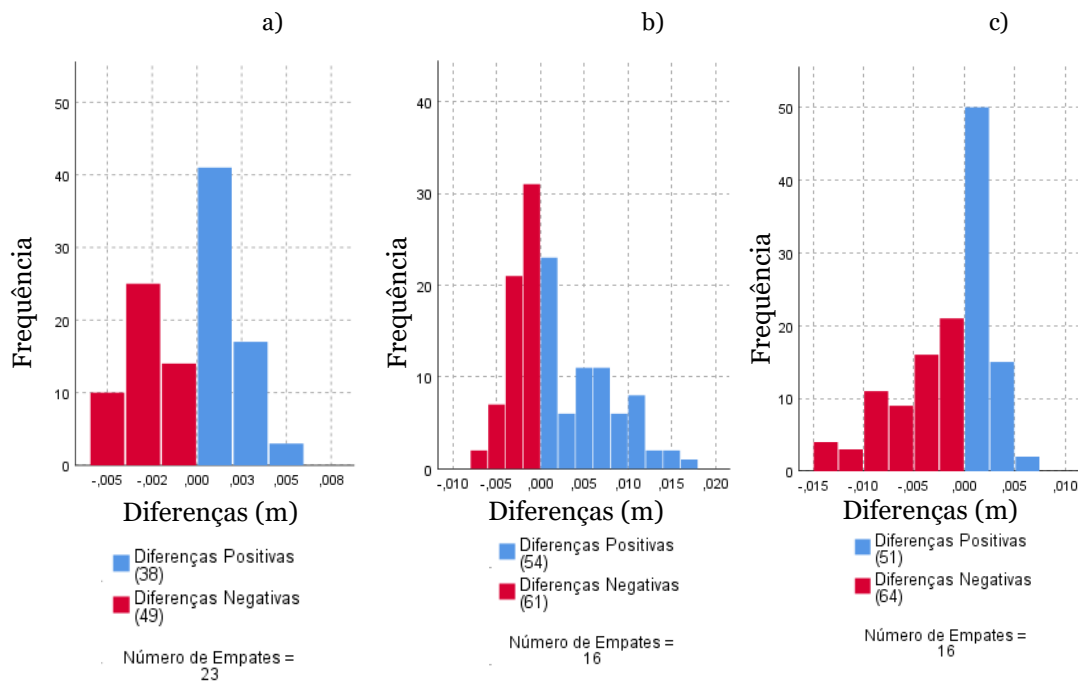 a)
50
40
30
20
10
0
Frequência
-,005 -,002 ,000 ,003 ,005 ,008
Diferenças (m)
Diferenças Positivas
(38)
Diferenças Negativas
(49)
Número de Empates =
23
b)
40
30
20
10
0
Frequência
-,010 -,005 ,000 ,005 ,010 ,015 ,020
Diferenças (m)
Diferenças Positivas
(54)
Diferenças Negativas
(61)
Número de Empates =
16
c)
50
40
30
20
10
0
Frequência
-,015 -,010 -,005 ,000 ,005 ,010
Diferenças (m)
Diferenças Positivas
(51)
Diferenças Negativas
(64)
Número de Empates =
16